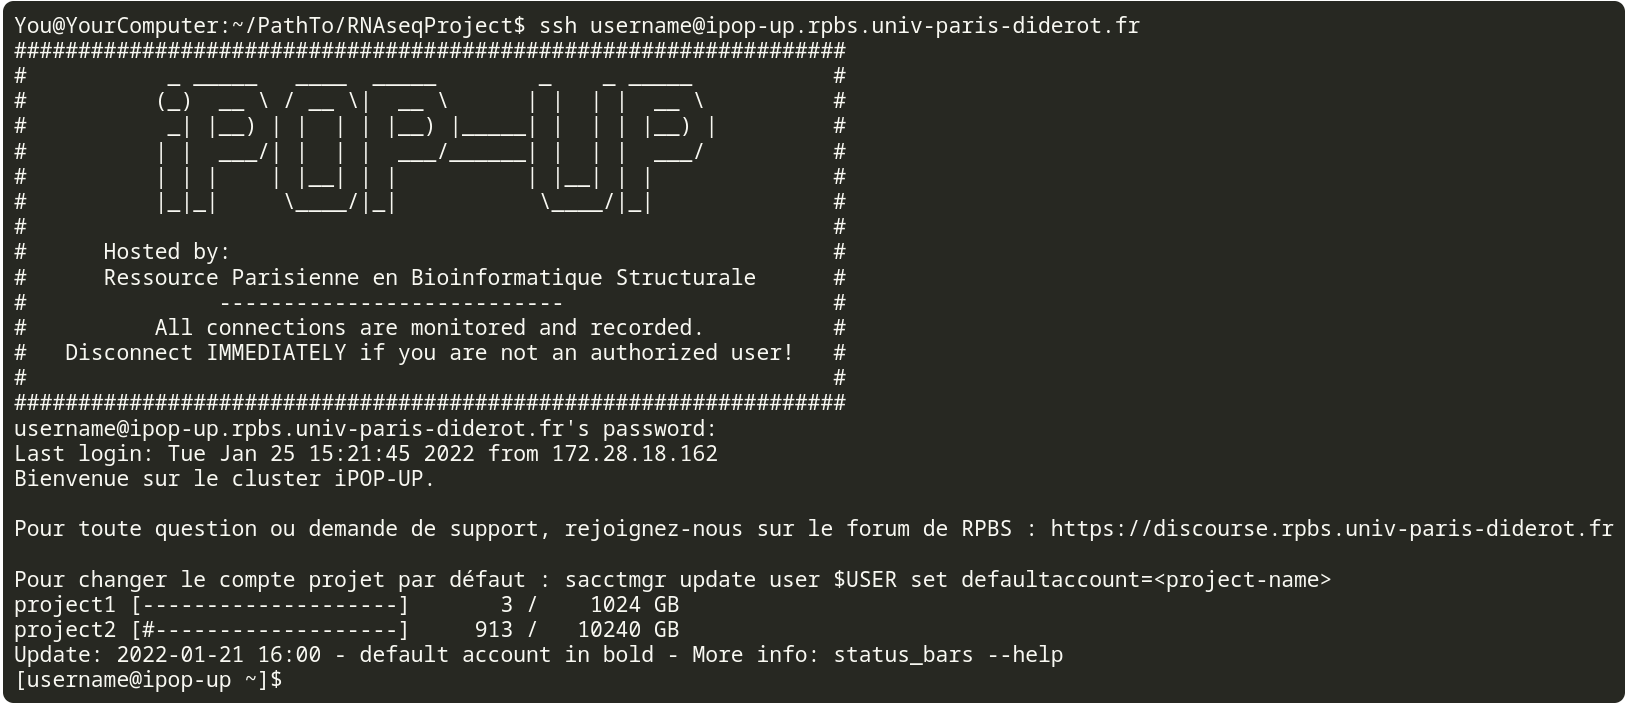 You@YourComputer:~/PathTo/RNAseqProject$ ssh username@ipop-up.rpbs.univ-paris-diderot.fr
#################################################################
#           _ _____   ____  _____        _    _ _____           #
#          (_)  __ \ / __ \|  __ \      | |  | |  __ \          #
#           _| |__) | |  | | |__) |_____| |  | | |__) |         #
#          | |  ___/| |  | |  ___/______| |  | |  ___/          #
#          | | |    | |__| | |          | |__| | |              #
#          |_|_|     \____/|_|           \____/|_|              #
#                                                               #
#      Hosted by:                                               #
#      Ressource Parisienne en Bioinformatique Structurale      #
#               ---------------------------                     #
#          All connections are monitored and recorded.          #
#   Disconnect IMMEDIATELY if you are not an authorized user!   #
#                                                               #
#################################################################
username@ipop-up.rpbs.univ-paris-diderot.fr's password:
Last login: Tue Jan 25 15:21:45 2022 from 172.28.18.162
Bienvenue sur le cluster iPOP-UP.

Pour toute question ou demande de support, rejoignez-nous sur le forum de RPBS : https://discourse.rpbs.univ-paris-diderot.fr

Pour changer le compte projet par défaut : sacctmgr update user $USER set defaultaccount=<project-name>
project1 [--------------------]       3 /    1024 GB
project2 [#-------------------]     913 /   10240 GB
Update: 2022-01-21 16:00 - default account in bold - More info: status_bars --help
[username@ipop-up ~]$